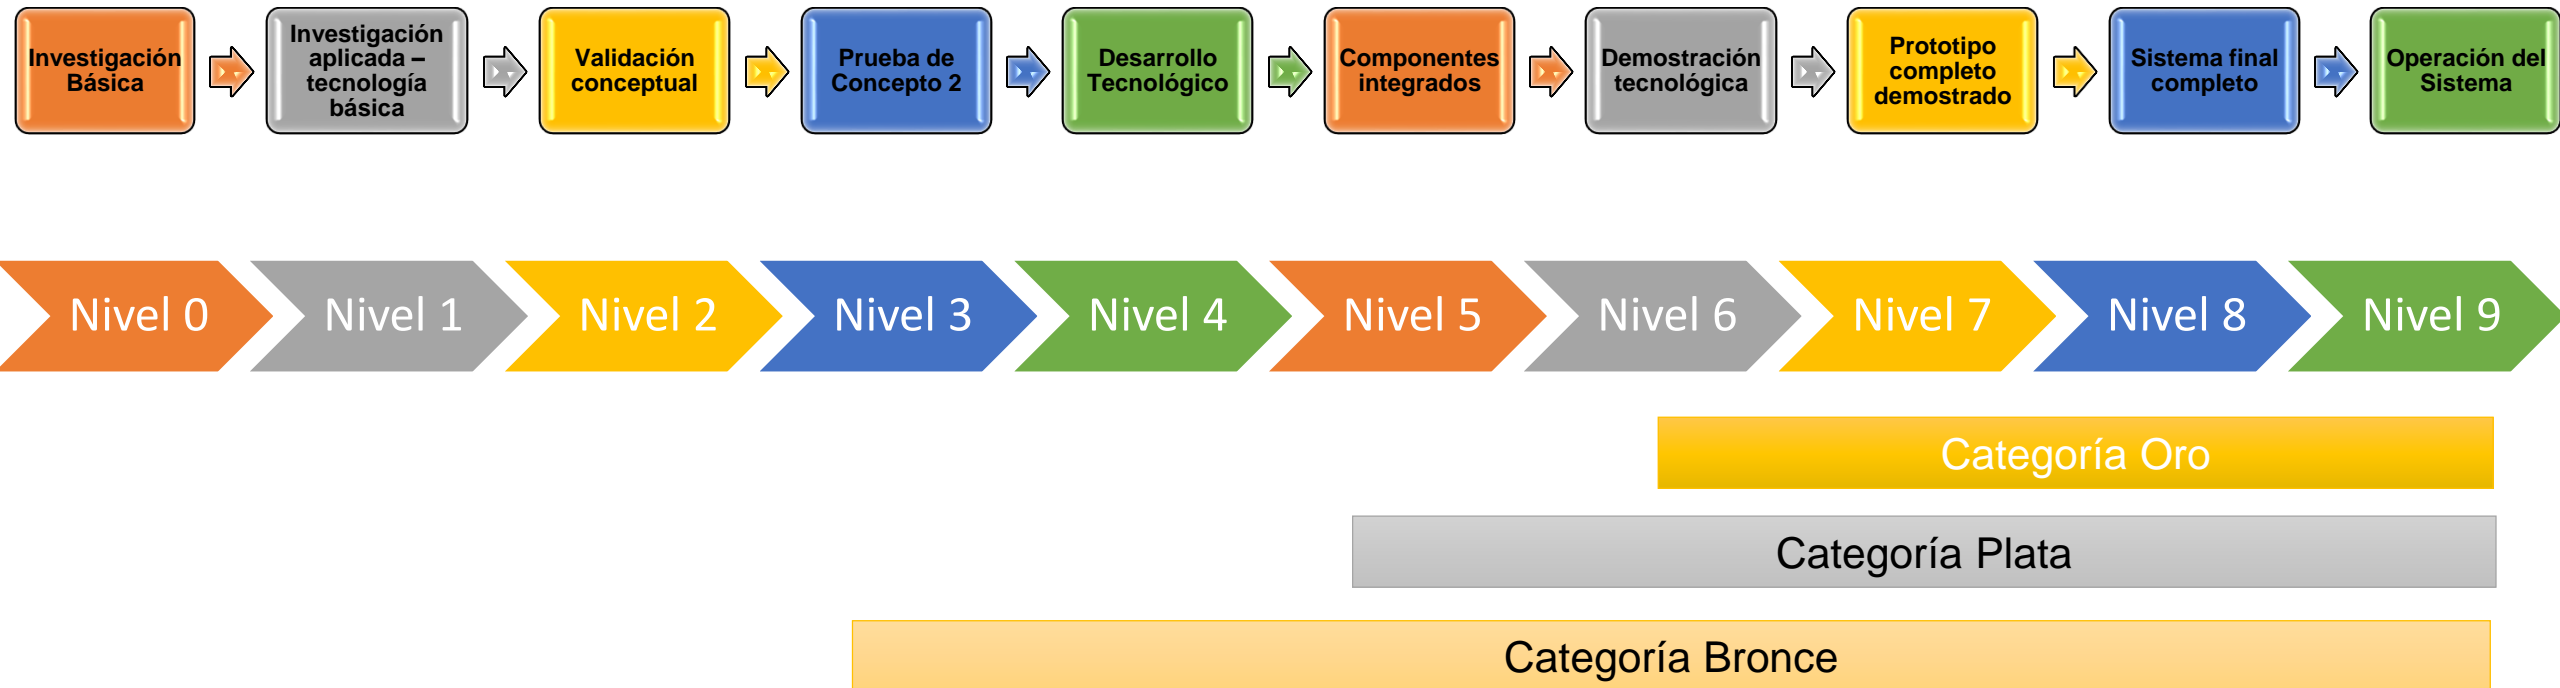 Investigación
Básica
Investigación
aplicada –
tecnología
básica
Validación
conceptual
Prueba de
Concepto 2
Desarrollo
Tecnológico
Componentes
integrados
Demostración
tecnológica
Prototipo
completo
demostrado
Sistema final
completo
Operación del
Sistema
Nivel 0
Nivel 1
Nivel 2
Nivel 3
Nivel 4
Nivel 5
Nivel 6
Nivel 7
Nivel 8
Nivel 9
Categoría Oro
Categoría Plata
Categoría Bronce